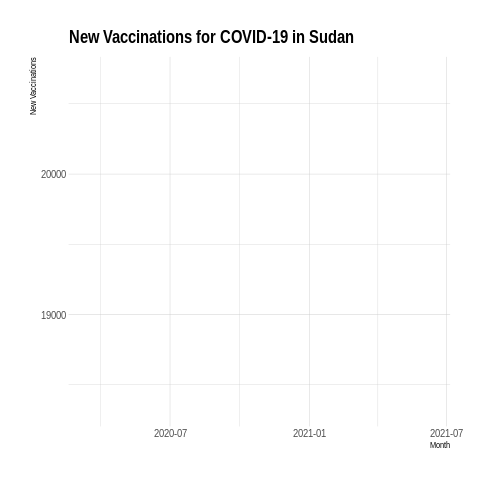 New Vaccinations for COVID-19 in Sudan
New Vaccinations
20000
19000
2020-07 2021-01 2021-07
Month